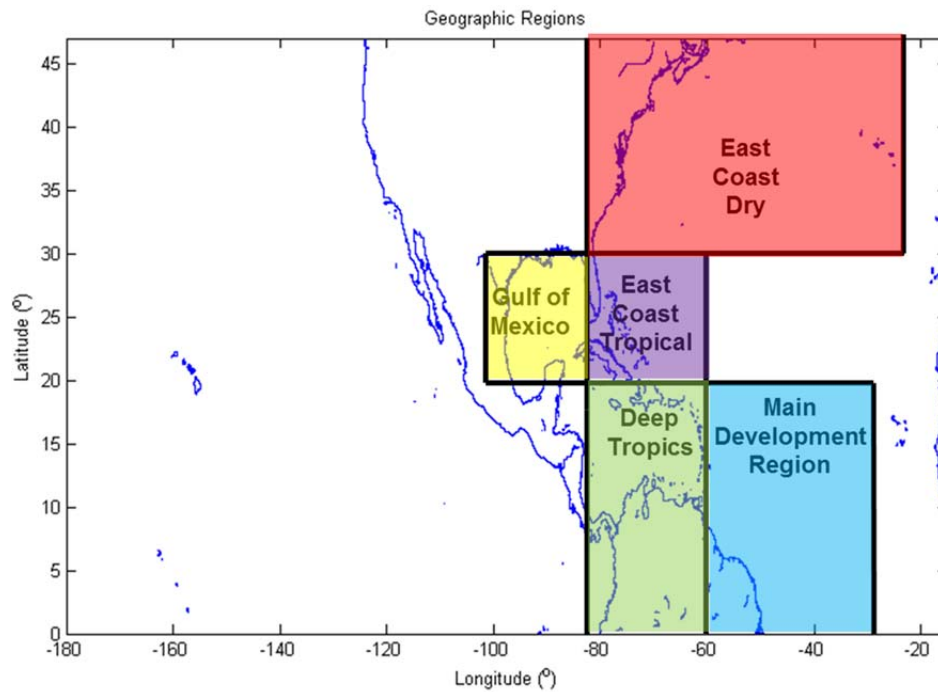 Geographic Regions
45
40
35
30
25
20
15
10
5
0
Latitude (º)
East
Coast
Dry
Gulf of
Mexico
East
Coast
Tropical
Deep
Tropics
Main
Development
Region
-180 -160 -140 -120 -100 -80 -60 -40 -20
Longitude (º)